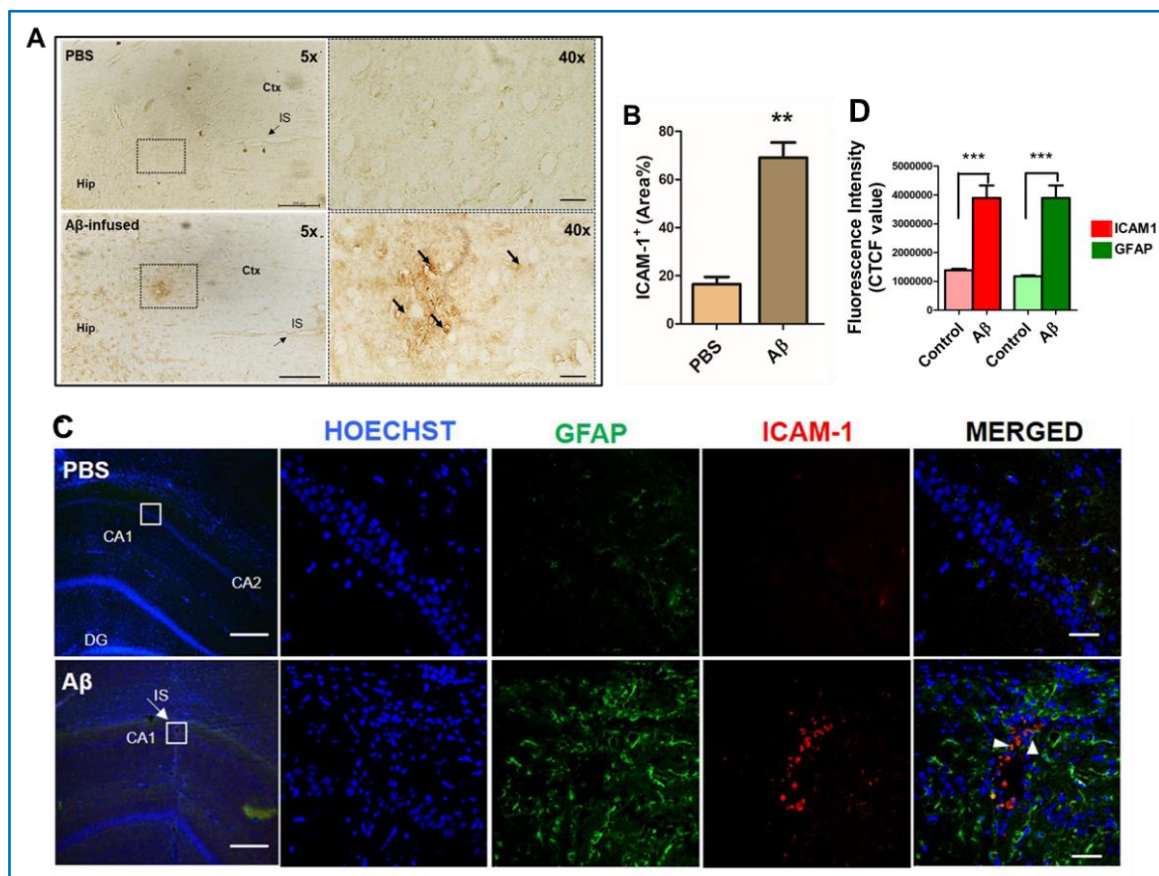 A
PBS
5x
Ctx
IS
Hip
40x
Aβ-infused
5x
Ctx
IS
Hip
40x
B
**
ICAM-1⁺ (Area%)
80
60
40
20
0
PBS
Aβ
D
Fluorescence Intensity
(CTCF value)
5000000
4000000
3000000
2000000
1000000
0
***
***
Control
Aβ
Control
Aβ
ICAM1
GFAP
C
HOECHST
GFAP
ICAM-1
MERGED
PBS
CA1
CA2
DG
Aβ
IS
CA1